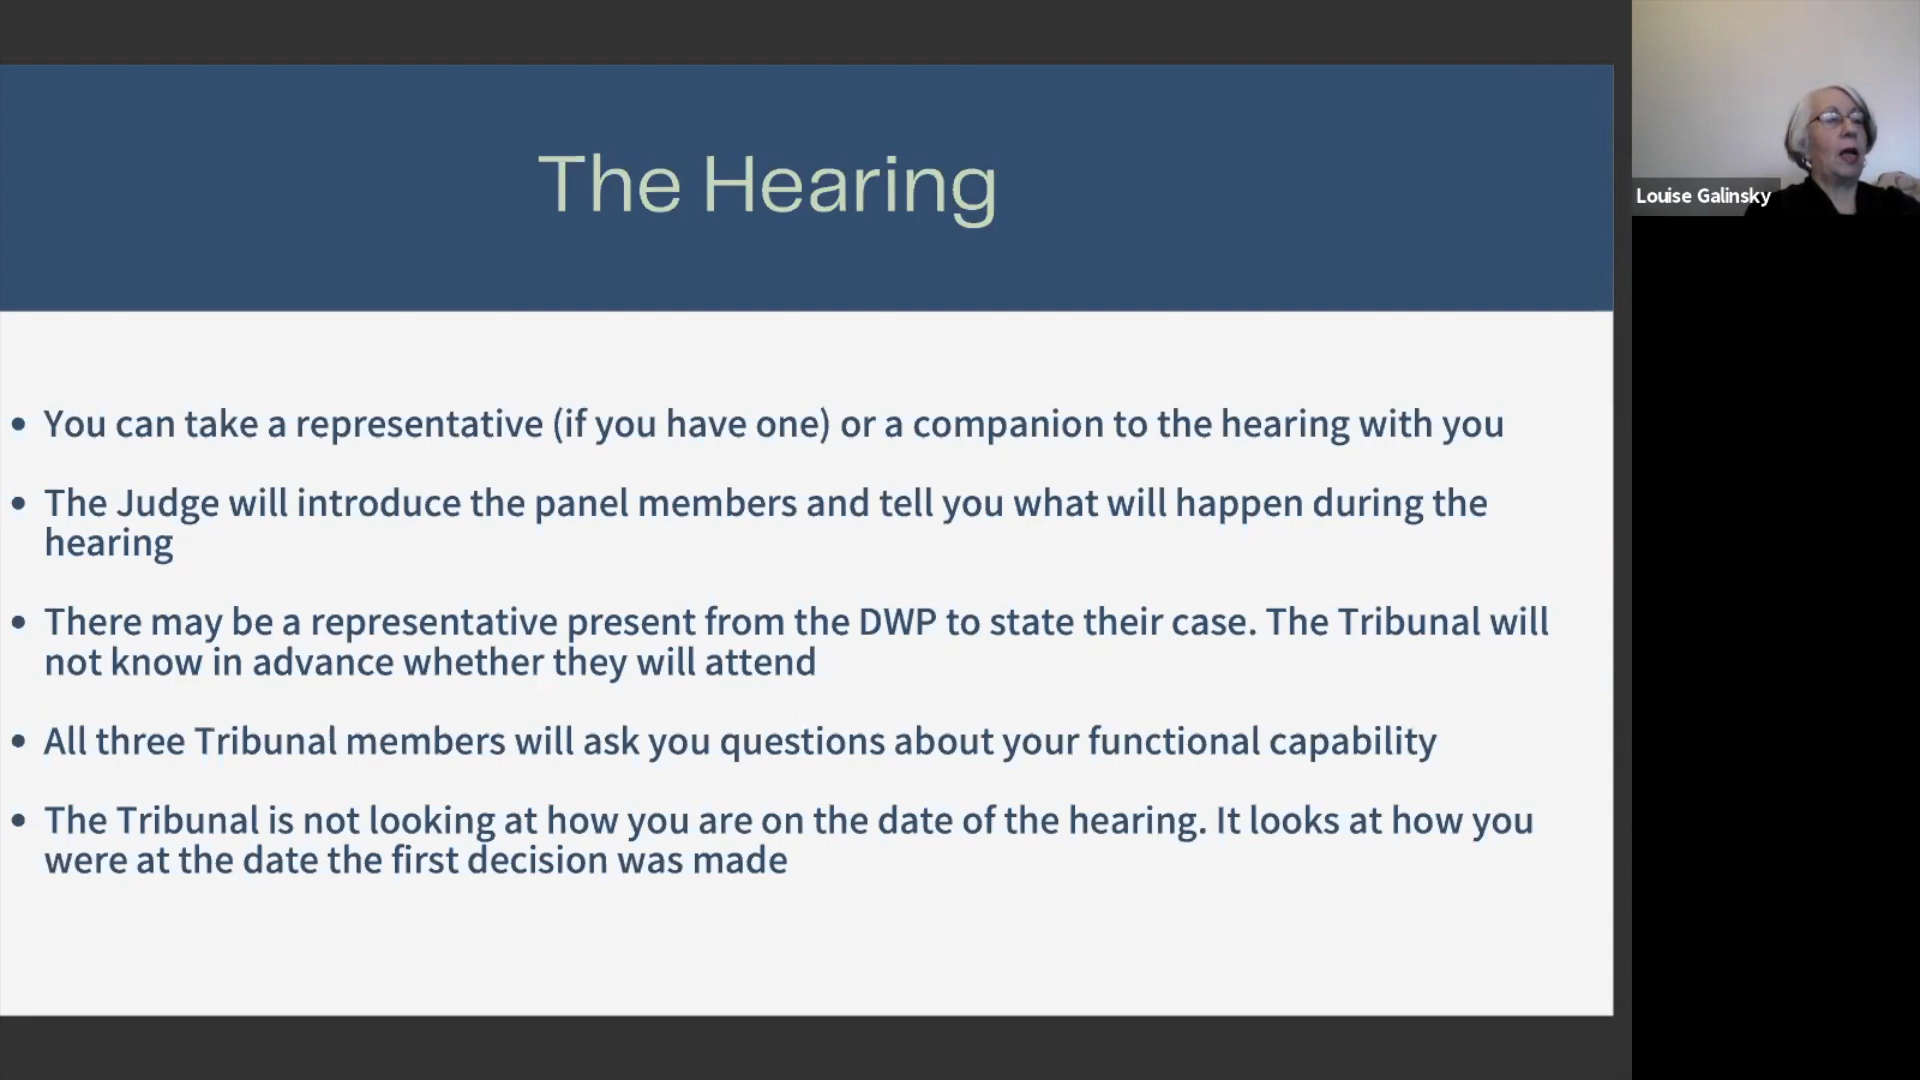 The Hearing
Louise Galinsky
• You can take a representative (if you have one) or a companion to the hearing with you
• The Judge will introduce the panel members and tell you what will happen during the
hearing
• There may be a representative present from the DWP to state their case. The Tribunal will
not know in advance whether they will attend
• All three Tribunal members will ask you questions about your functional capability
• The Tribunal is not looking at how you are on the date of the hearing. It looks at how you
were at the date the first decision was made